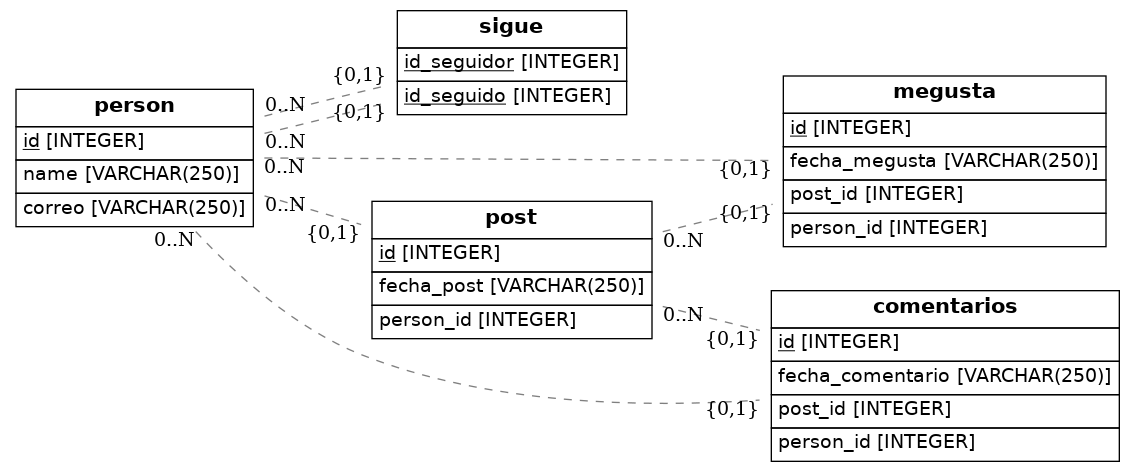 sigue
id_seguidor [INTEGER]
id_seguido [INTEGER]
{0,1}
0..N
{0,1}
0..N
person
id [INTEGER]
name [VARCHAR(250)]
correo [VARCHAR(250)]
0..N
{0,1}
megusta
id [INTEGER]
fecha_megusta [VARCHAR(250)]
post_id [INTEGER]
person_id [INTEGER]
0..N
{0,1}
post
id [INTEGER]
fecha_post [VARCHAR(250)]
person_id [INTEGER]
0..N
{0,1}
0..N
{0,1}
comentarios
id [INTEGER]
fecha_comentario [VARCHAR(250)]
post_id [INTEGER]
person_id [INTEGER]
0..N
{0,1}